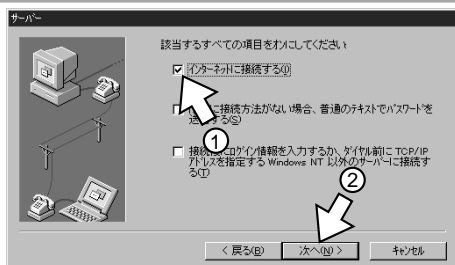 サーバー
該当するすべての項目をオンにしてください
インターネットに接続する(I)
に接続方法がない場合、普通のテキストでパスワードを
送 する(S)
①
接続後にログイン情報を入力するか、ダイヤル前に TCP/IP
アドレスを指定する Windows NT 以外のサーバーに接続す
る(T)
②
< 戻る(B)
次へ(N) >
キャンセル